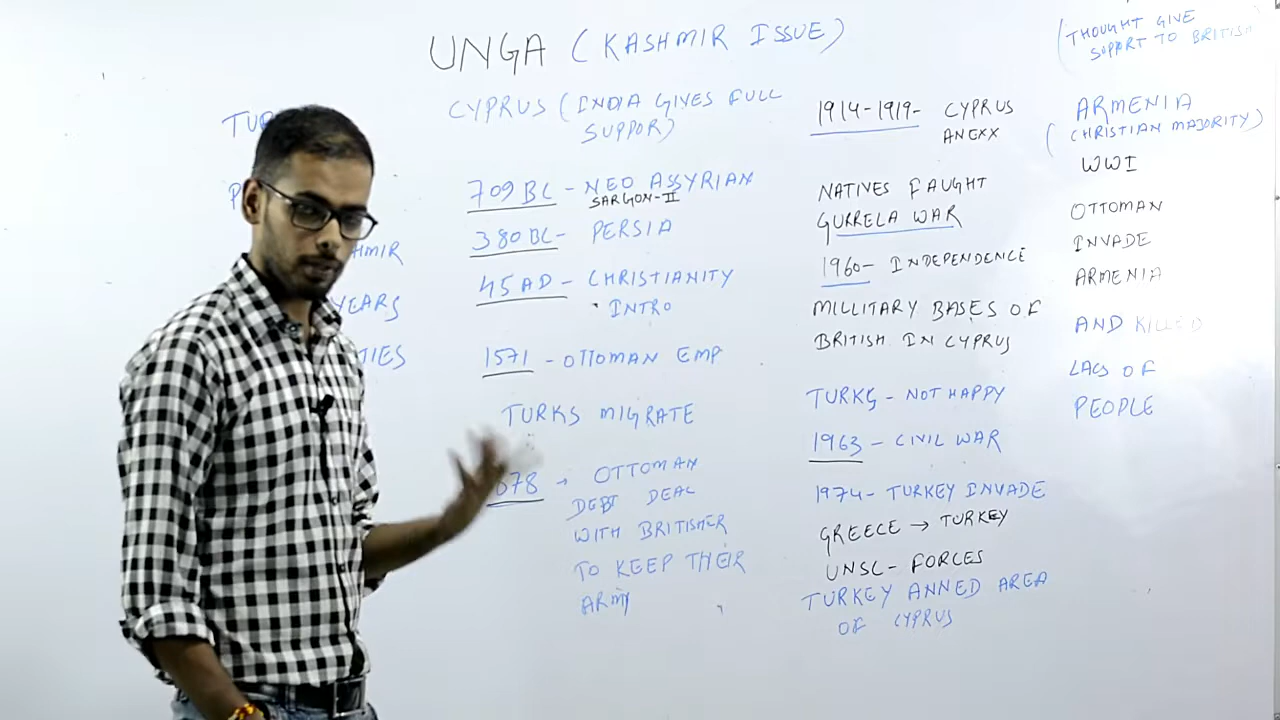 UNGA (KASHMIR ISSUE)
CYPRUS (INDIA GIVES FULL
SUPPOR)
709 BC - NEO ASSYRIAN
SARGON-II
380 BC - PERSIA
45 AD - CHRISTIANITY
INTRO
1571 - OTTOMAN EMP
TURKS MIGRATE
→ OTTOMAN
DEBT DEAL
WITH BRITISHER
TO KEEP THEIR
ARMY
1914-1919- CYPRUS
ANEXX
NATIVES FAUGHT
GURRELA WAR
1960- INDEPENDENCE
MILLITARY BASES OF
BRITISH IN CYPRUS
TURKS - NOT HAPPY
1963 - CIVIL WAR
1974- TURKEY INVADE
GREECE → TURKEY
UNSC- FORCES
TURKEY ANNED AREA
OF CYPRUS
(THOUGHT GIVE
SUPPORT TO BRITISH
ARMENIA
(CHRISTIAN MAJORITY)
WWI
OTTOMAN
INVADE
ARMENIA
AND KILLED
LACS OF
PEOPLE
YEARS